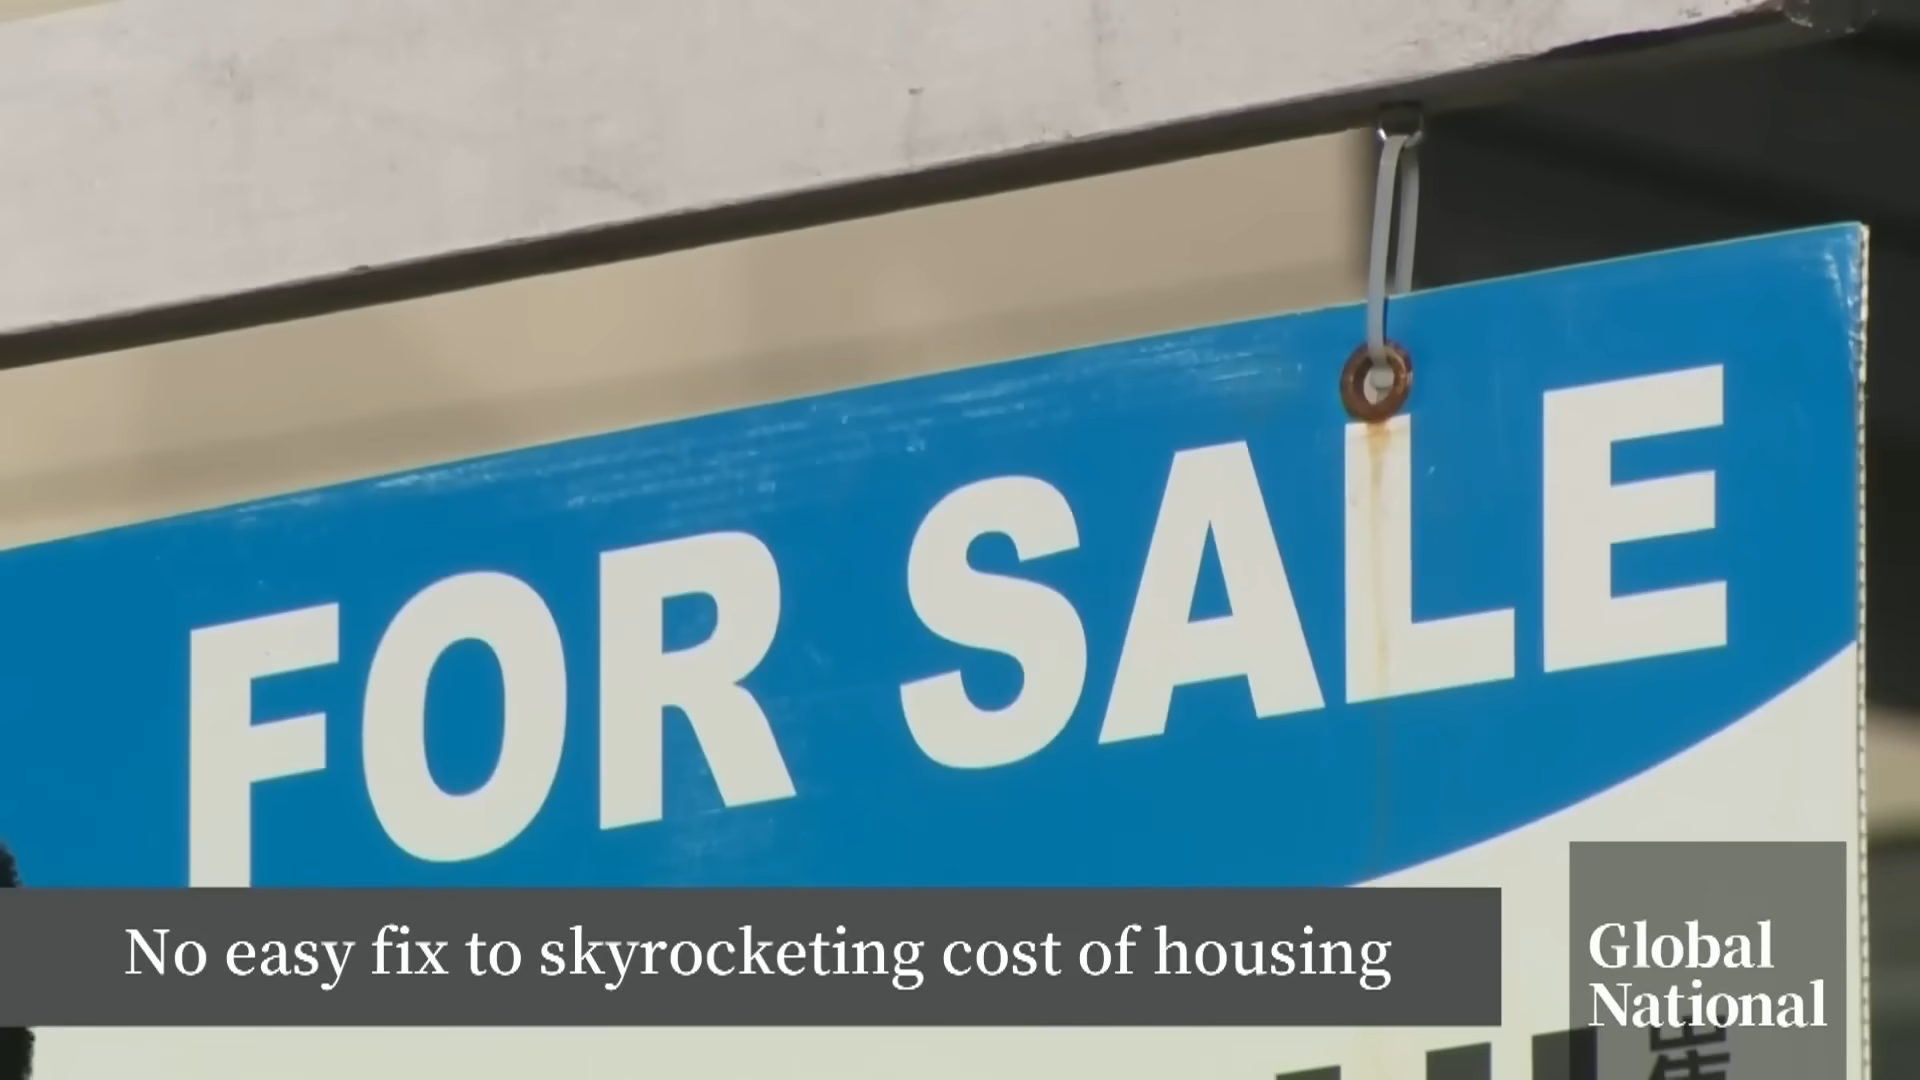 FOR SALE
No easy fix to skyrocketing cost of housing
Global
National